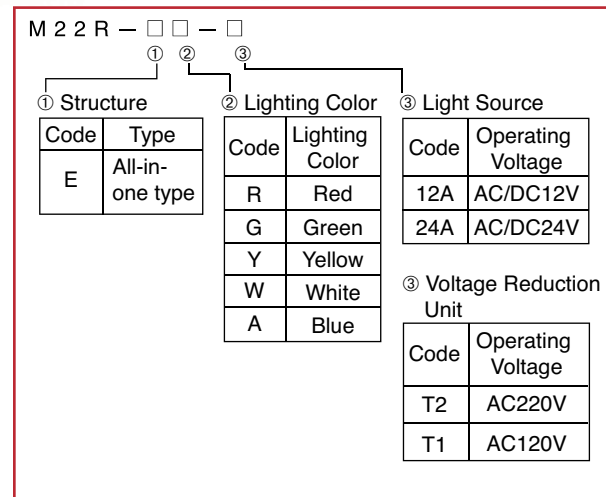 M22R－□□－□
① ② ③
① Structure
Code Type
E All-in-
one type
② Lighting Color
Code Lighting
Color
R Red
G Green
Y Yellow
W White
A Blue
③ Light Source
Code Operating
Voltage
12A AC/DC12V
24A AC/DC24V
③ Voltage Reduction
Unit
Code Operating
Voltage
T2 AC220V
T1 AC120V